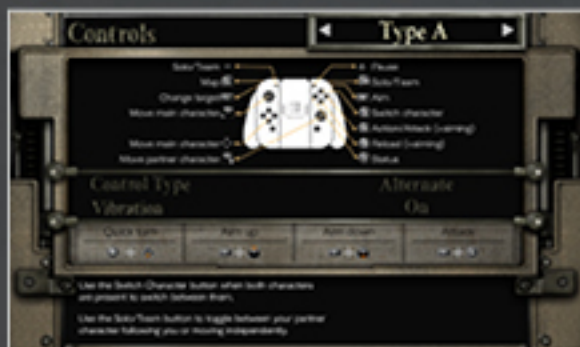 Controls
Type A
Solo/Team
Pause
Map
Solo/Team
Change target
Aim
Move main character
Switch character
Action/Attack (+aiming)
Move main character
Reload (+aiming)
Move partner character
Status
Control Type Alternate
Vibration On
Quick turn Aim up Aim down Attack
Use the Switch Character button when both characters
are present to switch between them.
Use the Solo/Team button to toggle between your partner
character following you or moving independently.